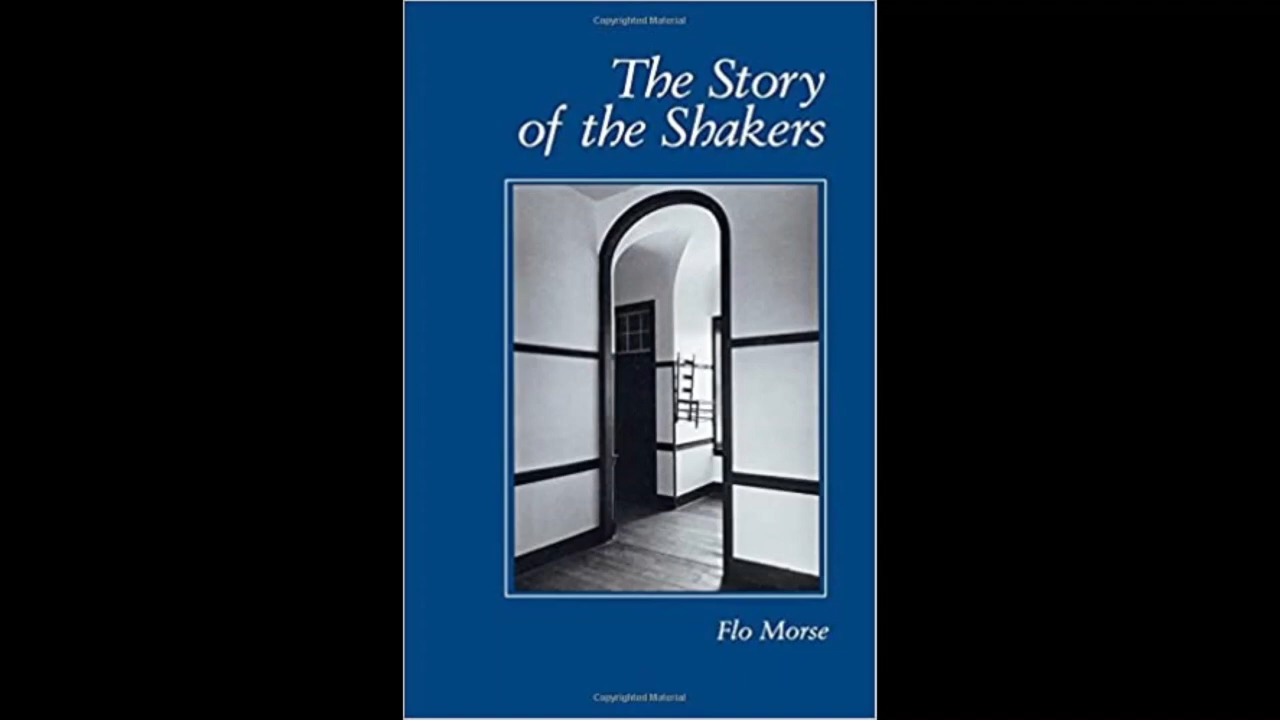 Copyrighted Material
The Story
of the Shakers
Flo Morse
Copyrighted Material